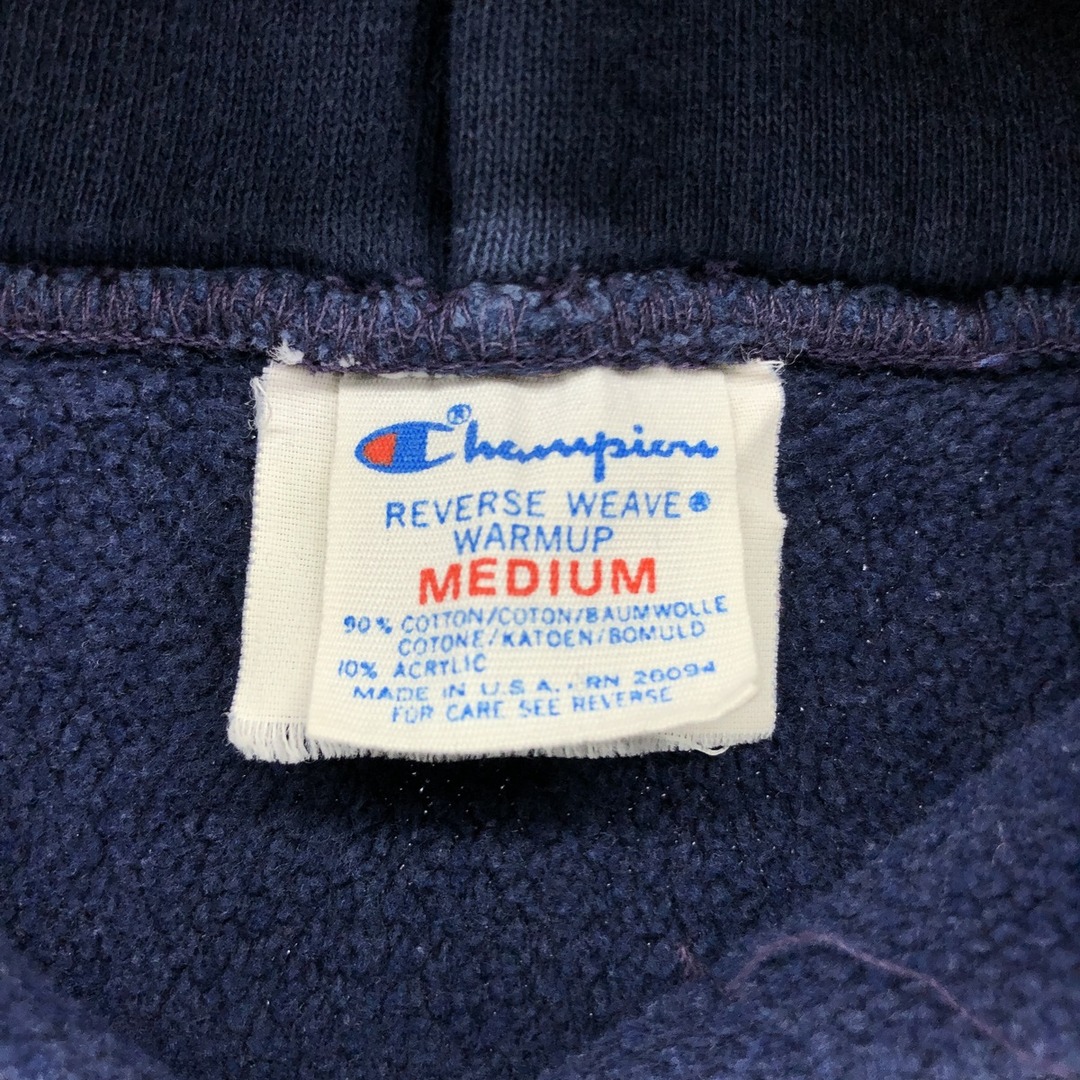 Champion®
REVERSE WEAVE®
WARMUP
MEDIUM
90% COTTON/COTON/BAUMWOLLE
COTONE/KATOEN/BOMULD
10% ACRYLIC
MADE IN U.S.A. · RN 26094
FOR CARE SEE REVERSE